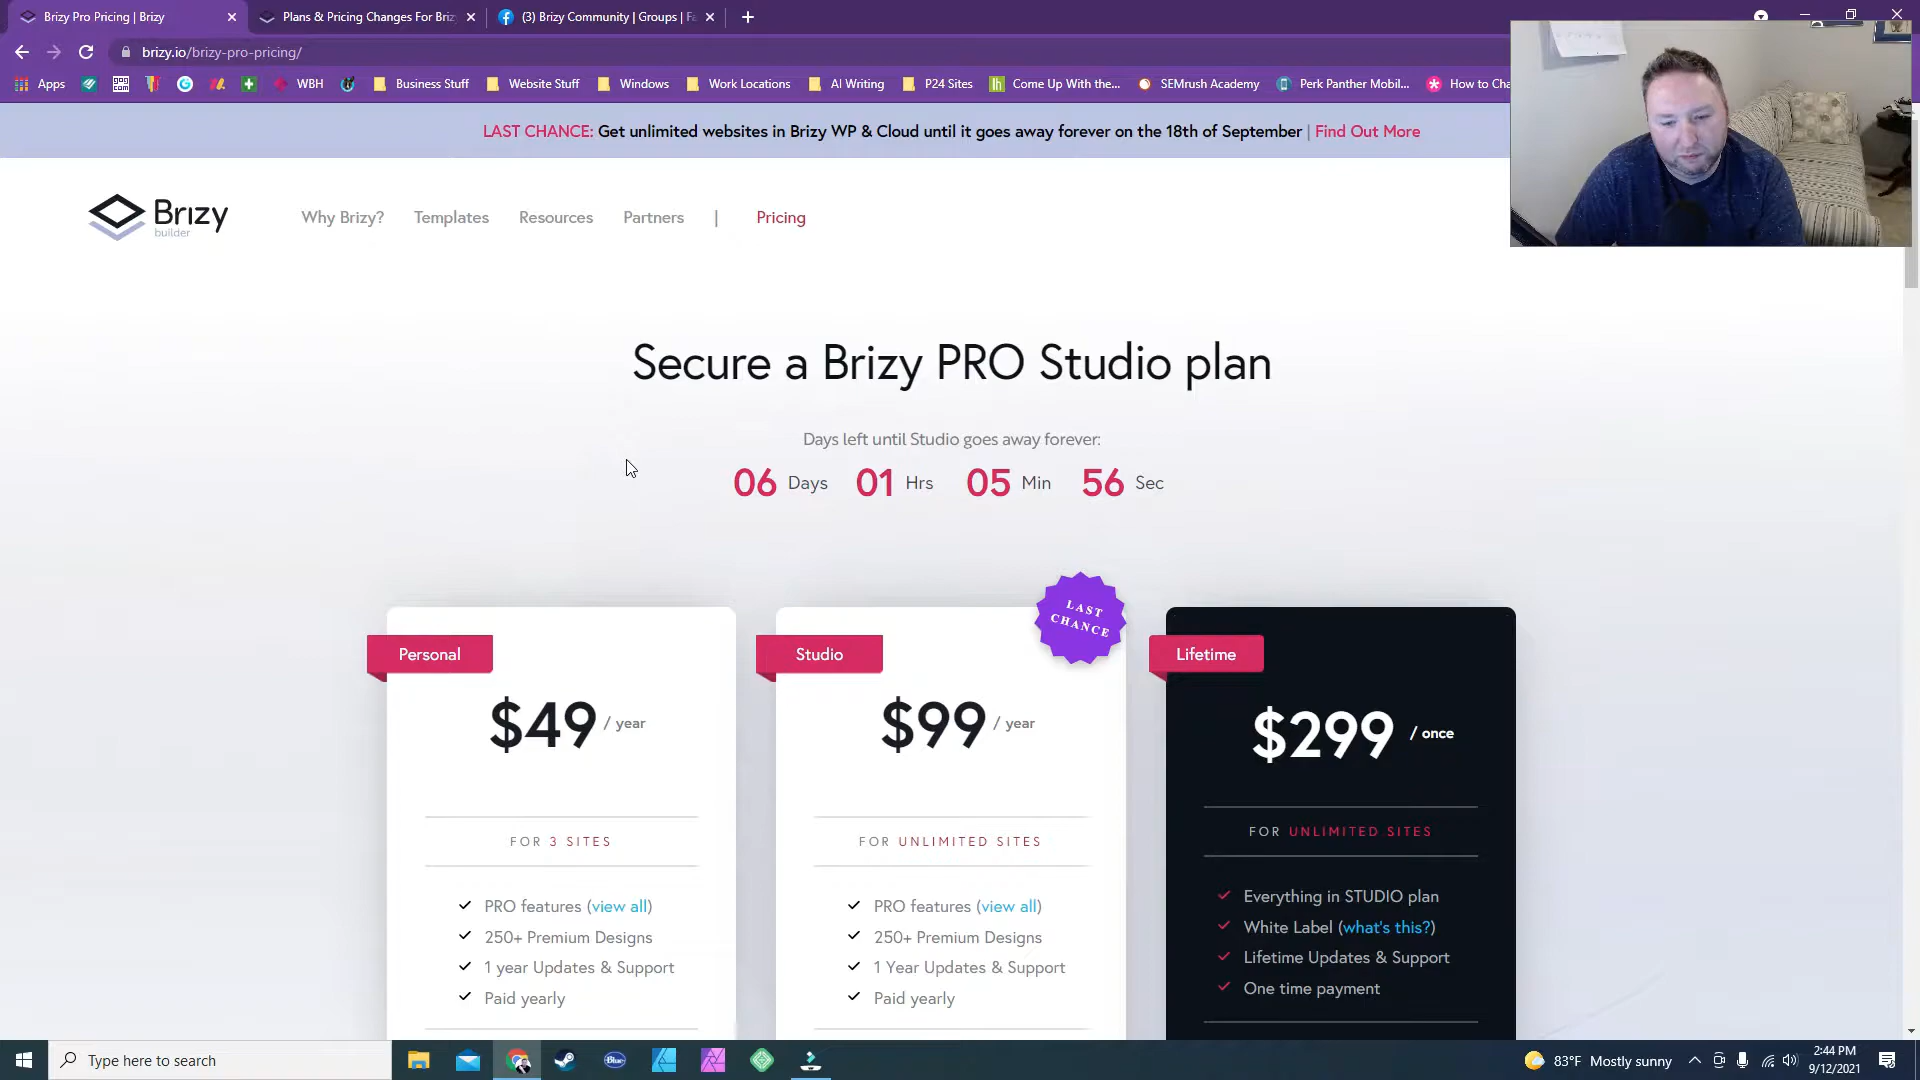 Brizy Pro Pricing | Brizy
Plans & Pricing Changes For Briz
(3) Brizy Community | Groups | Fa
brizy.io/brizy-pro-pricing/
Apps
WBH
Business Stuff
Website Stuff
Windows
Work Locations
AI Writing
P24 Sites
Come Up With the...
SEMrush Academy
Perk Panther Mobil...
How to Cha
LAST CHANCE: Get unlimited websites in Brizy WP & Cloud until it goes away forever on the 18th of September | Find Out More
Brizy
builder
Why Brizy?
Templates
Resources
Partners
|
Pricing
Secure a Brizy PRO Studio plan
Days left until Studio goes away forever:
06 Days 01 Hrs 05 Min 56 Sec
Personal
$49 / year
FOR 3 SITES
PRO features (view all)
250+ Premium Designs
1 year Updates & Support
Paid yearly
LAST
CHANCE
Studio
$99 / year
FOR UNLIMITED SITES
PRO features (view all)
250+ Premium Designs
1 Year Updates & Support
Paid yearly
Lifetime
$299 / once
FOR UNLIMITED SITES
Everything in STUDIO plan
White Label (what's this?)
Lifetime Updates & Support
One time payment
Type here to search
83°F Mostly sunny
2:44 PM
9/12/2021